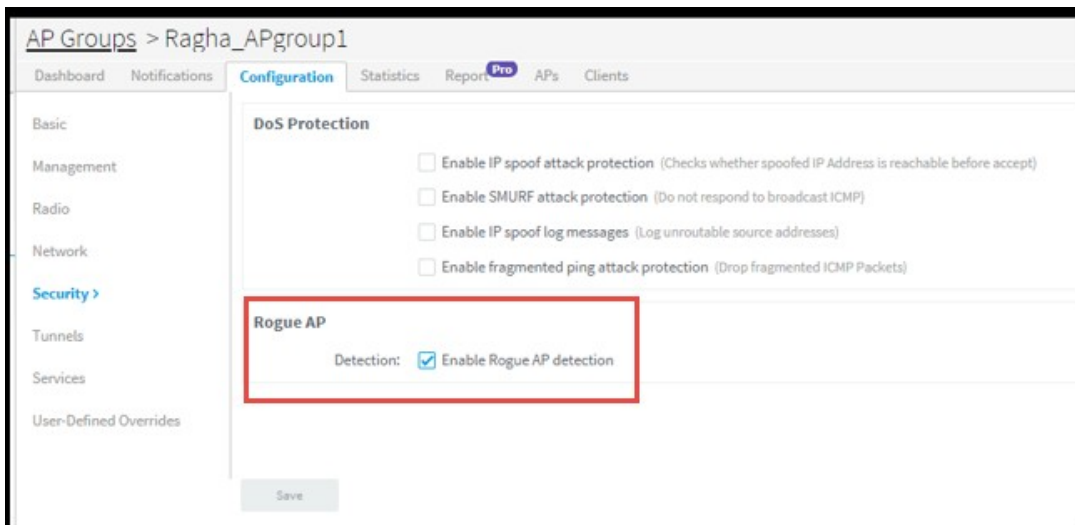 AP Groups > Ragha_APgroup1
Dashboard Notifications Configuration Statistics Report Pro APs Clients
Basic
Management
Radio
Network
Security >
Tunnels
Services
User-Defined Overrides
DoS Protection
Enable IP spoof attack protection (Checks whether spoofed IP Address is reachable before accept)
Enable SMURF attack protection (Do not respond to broadcast ICMP)
Enable IP spoof log messages (Log unroutable source addresses)
Enable fragmented ping attack protection (Drop fragmented ICMP Packets)
Rogue AP
Detection: Enable Rogue AP detection
Save